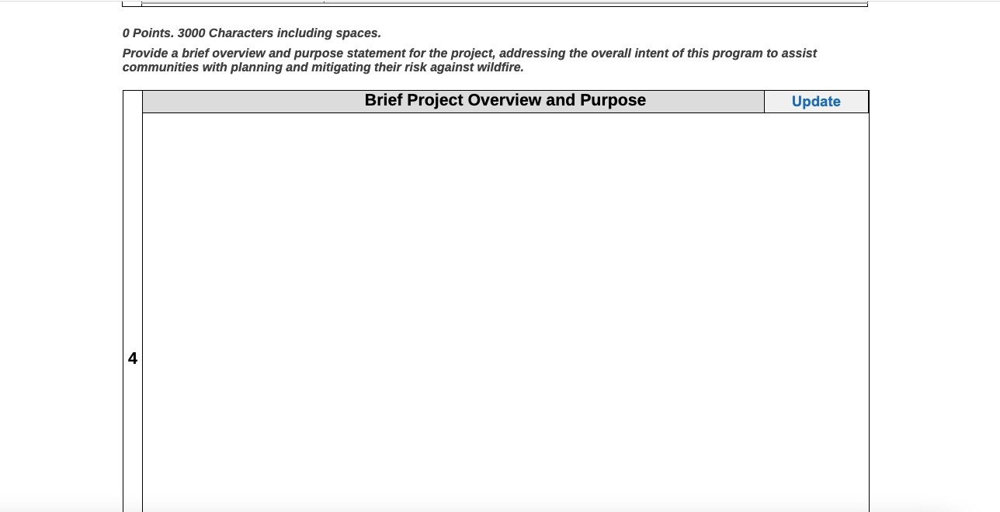 0 Points. 3000 Characters including spaces.
Provide a brief overview and purpose statement for the project, addressing the overall intent of this program to assist
communities with planning and mitigating their risk against wildfire.
Brief Project Overview and Purpose
Update
4